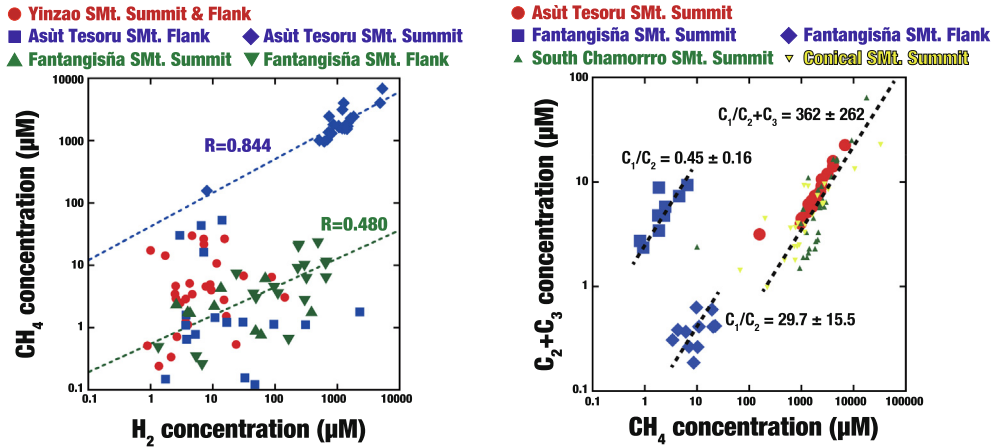 Yinzao SMt. Summit & Flank
Asùt Tesoru SMt. Flank
Asùt Tesoru SMt. Summit
Fantangisña SMt. Summit
Fantangisña SMt. Flank
10000
1000
100
10
1
0.1
0.1
1
10
100
1000
10000
CH4 concentration (µM)
H2 concentration (µM)
R=0.844
R=0.480
Asùt Tesoru SMt. Summit
Fantangisña SMt. Summit
Fantangisña SMt. Flank
South Chamorrro SMt. Summit
Conical SMt. Summit
100
10
1
0.1
0.1
1
10
100
1000
10000
100000
C2+C3 concentration (µM)
CH4 concentration (µM)
C1/C2+C3 = 362 ± 262
C1/C2 = 0.45 ± 0.16
C1/C2 = 29.7 ± 15.5